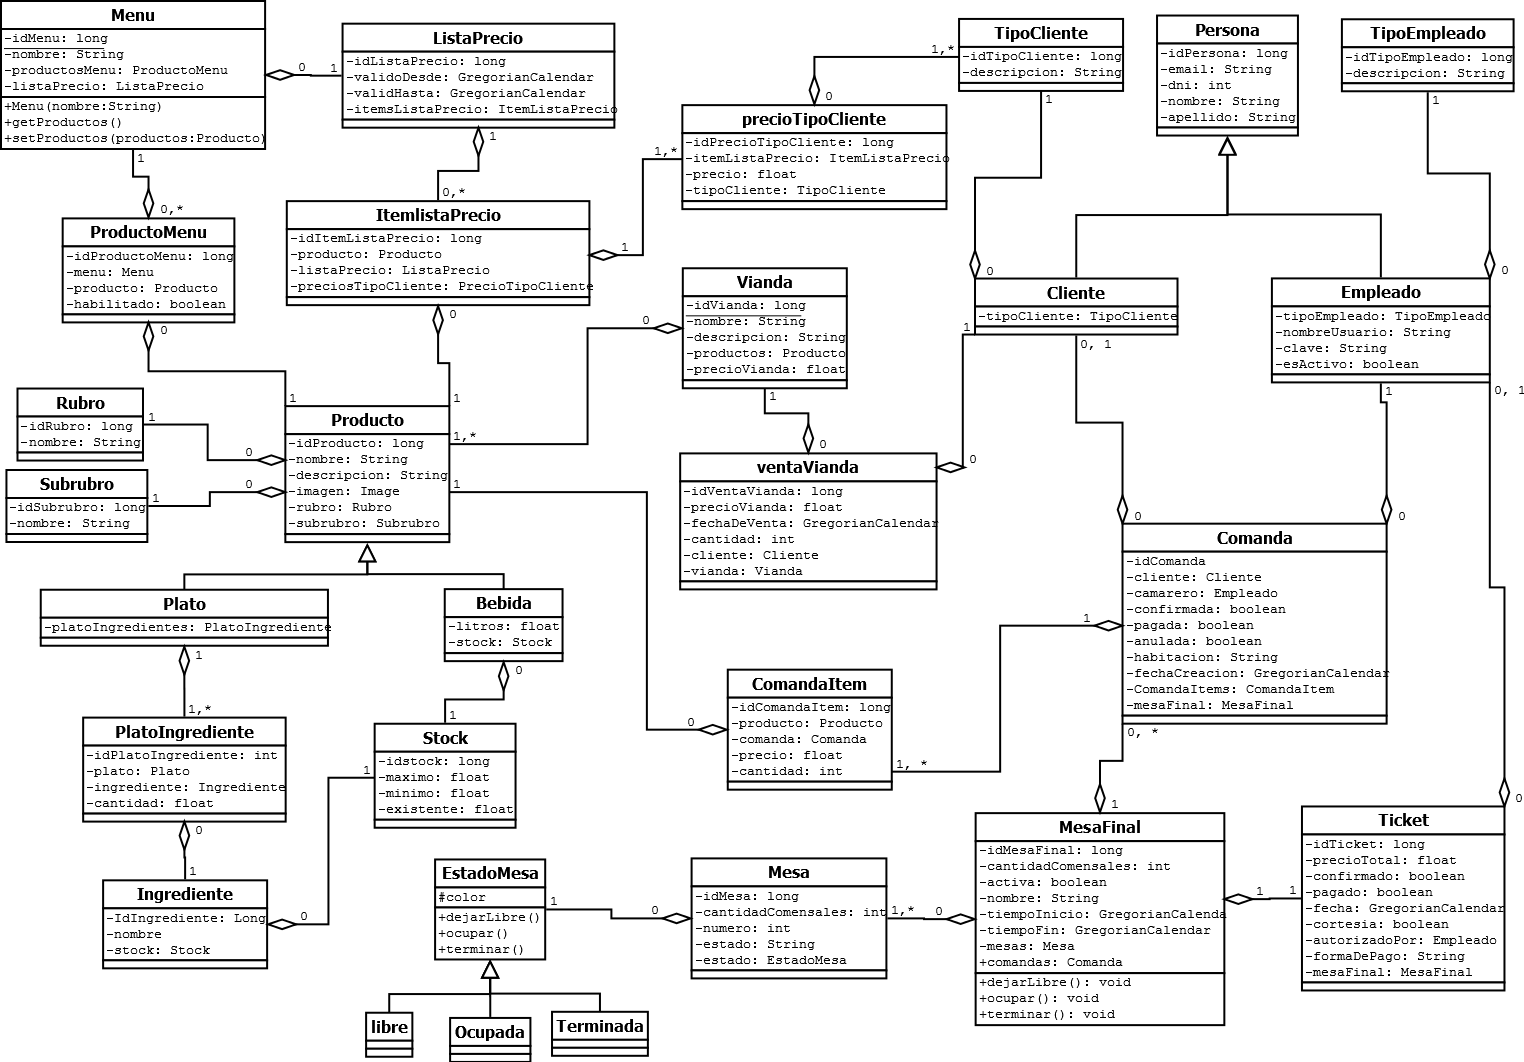 Menu
-idMenu: long
-nombre: String
-productosMenu: ProductoMenu
-listaPrecio: ListaPrecio
+Menu(nombre:String)
+getProductos()
+setProductos(productos:Producto)
0
1
1
0,*
ListaPrecio
-idListaPrecio: long
-validoDesde: GregorianCalendar
-validHasta: GregorianCalendar
-itemsListaPrecio: ItemListaPrecio
1
0,*
TipoCliente
-idTipoCliente: long
-descripcion: String
1,*
0
1
0
Persona
-idPersona: long
-email: String
-dni: int
-nombre: String
-apellido: String
TipoEmpleado
-idTipoEmpleado: long
-descripcion: String
1
0
precioTipoCliente
-idPrecioTipoCliente: long
-itemListaPrecio: ItemListaPrecio
-precio: float
-tipoCliente: TipoCliente
1,*
1
ProductoMenu
-idProductoMenu: long
-menu: Menu
-producto: Producto
-habilitado: boolean
0
1
ItemlistaPrecio
-idItemListaPrecio: long
-producto: Producto
-listaPrecio: ListaPrecio
-preciosTipoCliente: PrecioTipoCliente
0
1
Vianda
-idVianda: long
-nombre: String
-descripcion: String
-productos: Producto
-precioVianda: float
0
1,*
1
0
Cliente
-tipoCliente: TipoCliente
1
0
0, 1
0
Empleado
-tipoEmpleado: TipoEmpleado
-nombreUsuario: String
-clave: String
-esActivo: boolean
1
0
0, 1
0
Rubro
-idRubro: long
-nombre: String
1
0
Subrubro
-idSubrubro: long
-nombre: String
1
0
Producto
-idProducto: long
-nombre: String
-descripcion: String
-imagen: Image
-rubro: Rubro
-subrubro: Subrubro
1
0
ventaVianda
-idVentaVianda: long
-precioVianda: float
-fechaDeVenta: GregorianCalendar
-cantidad: int
-cliente: Cliente
-vianda: Vianda
Comanda
-idComanda
-cliente: Cliente
-camarero: Empleado
-confirmada: boolean
-pagada: boolean
-anulada: boolean
-habitacion: String
-fechaCreacion: GregorianCalendar
-ComandaItems: ComandaItem
-mesaFinal: MesaFinal
1
1, *
0, *
1
Plato
-platoIngredientes: PlatoIngrediente
1
1,*
Bebida
-litros: float
-stock: Stock
0
1
ComandaItem
-idComandaItem: long
-producto: Producto
-comanda: Comanda
-precio: float
-cantidad: int
PlatoIngrediente
-idPlatoIngrediente: int
-plato: Plato
-ingrediente: Ingrediente
-cantidad: float
0
1
Stock
-idstock: long
-maximo: float
-minimo: float
-existente: float
1
0
Ingrediente
-IdIngrediente: Long
-nombre
-stock: Stock
EstadoMesa
#color
+dejarLibre()
+ocupar()
+terminar()
1
0
Mesa
-idMesa: long
-cantidadComensales: int
-numero: int
-estado: String
-estado: EstadoMesa
1,*
0
MesaFinal
-idMesaFinal: long
-cantidadComensales: int
-activa: boolean
-nombre: String
-tiempoInicio: GregorianCalenda
-tiempoFin: GregorianCalendar
-mesas: Mesa
+comandas: Comanda
+dejarLibre(): void
+ocupar(): void
+terminar(): void
1
1
Ticket
-idTicket: long
-precioTotal: float
-confirmado: boolean
-pagado: boolean
-fecha: GregorianCalendar
-cortesia: boolean
-autorizadoPor: Empleado
-formaDePago: String
-mesaFinal: MesaFinal
libre
Ocupada
Terminada